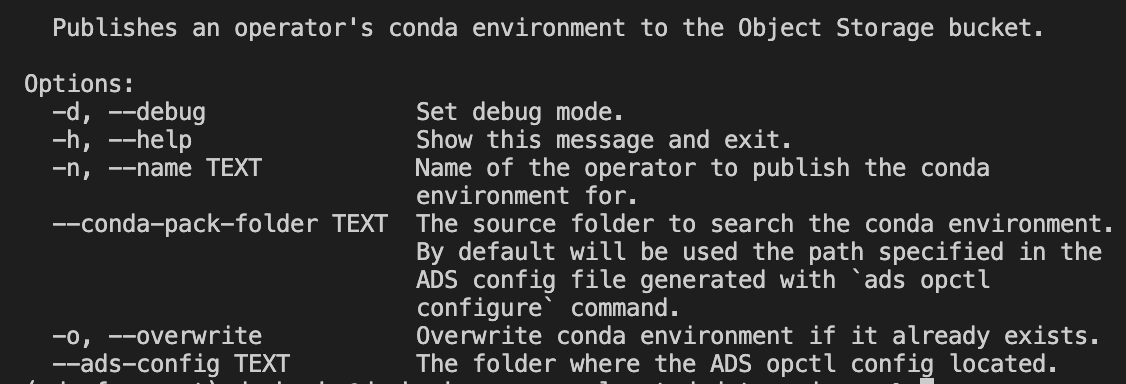 Publishes an operator's conda environment to the Object Storage bucket.
Options:
-d, --debug Set debug mode.
-h, --help Show this message and exit.
-n, --name TEXT Name of the operator to publish the conda
environment for.
--conda-pack-folder TEXT The source folder to search the conda environment.
By default will be used the path specified in the
ADS config file generated with `ads opctl
configure` command.
-o, --overwrite Overwrite conda environment if it already exists.
--ads-config TEXT The folder where the ADS opctl config located.